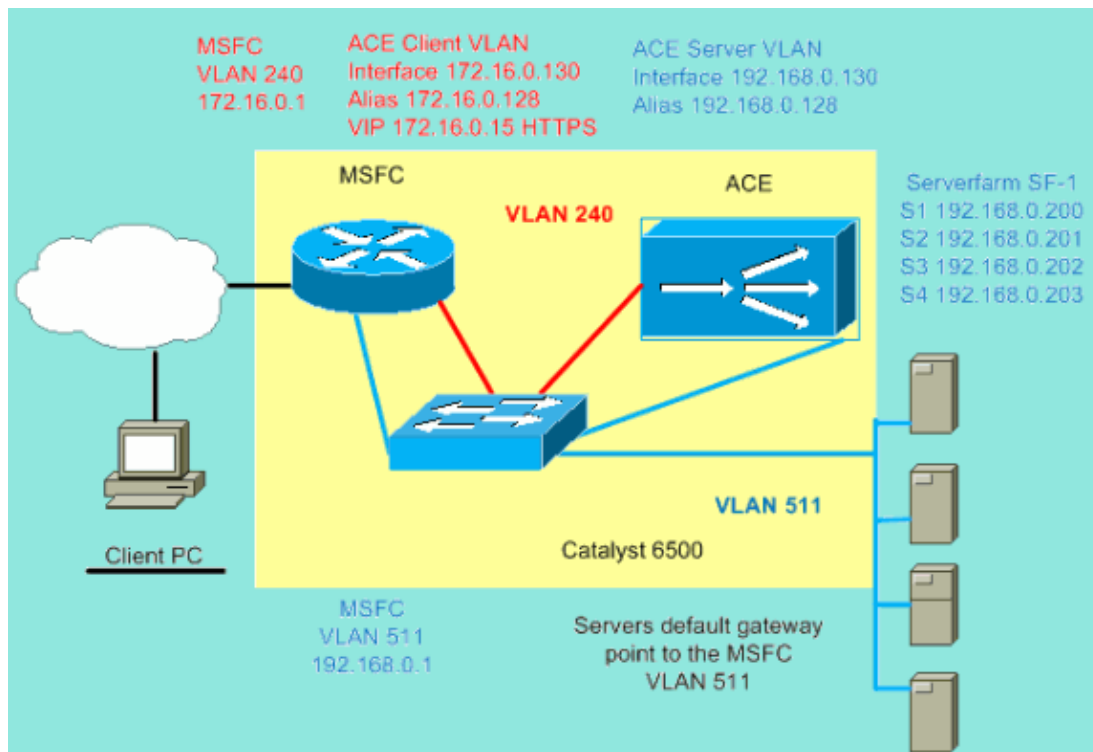 MSFC
VLAN 240
172.16.0.1
ACE Client VLAN
Interface 172.16.0.130
Alias 172.16.0.128
VIP 172.16.0.15 HTTPS
ACE Server VLAN
Interface 192.168.0.130
Alias 192.168.0.128
MSFC
ACE
VLAN 240
Serverfarm SF-1
S1 192.168.0.200
S2 192.168.0.201
S3 192.168.0.202
S4 192.168.0.203
VLAN 511
Catalyst 6500
Client PC
MSFC
VLAN 511
192.168.0.1
Servers default gateway
point to the MSFC
VLAN 511